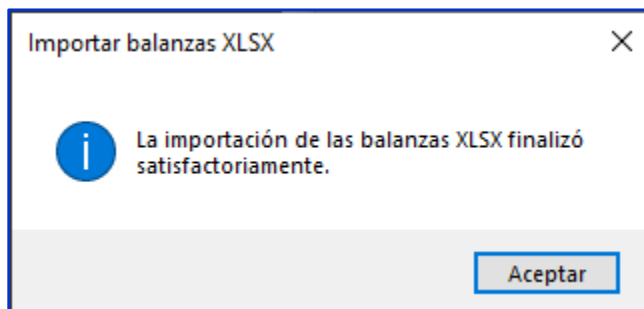 Importar balanzas XLSX
La importación de las balanzas XLSX finalizó
satisfactoriamente.
Aceptar